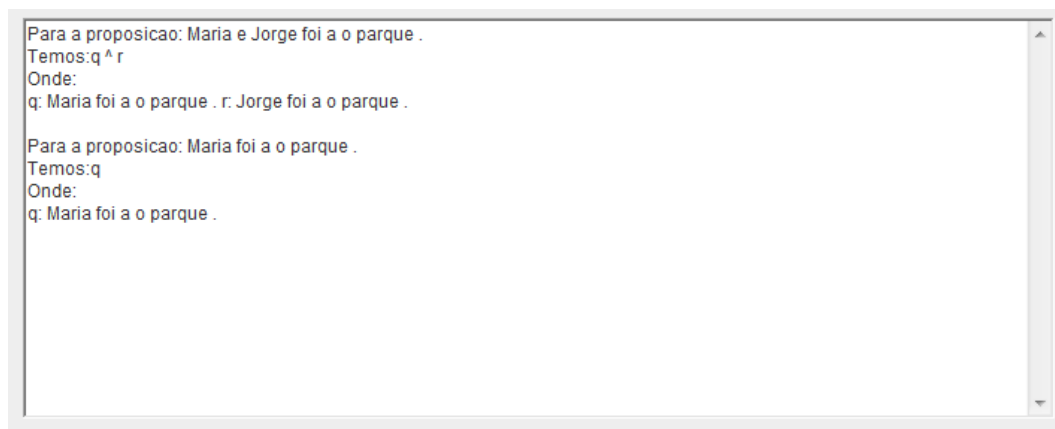 Para a proposicao: Maria e Jorge foi a o parque .
Temos:q ^ r
Onde:
q: Maria foi a o parque . r: Jorge foi a o parque .
Para a proposicao: Maria foi a o parque .
Temos:q
Onde:
q: Maria foi a o parque .